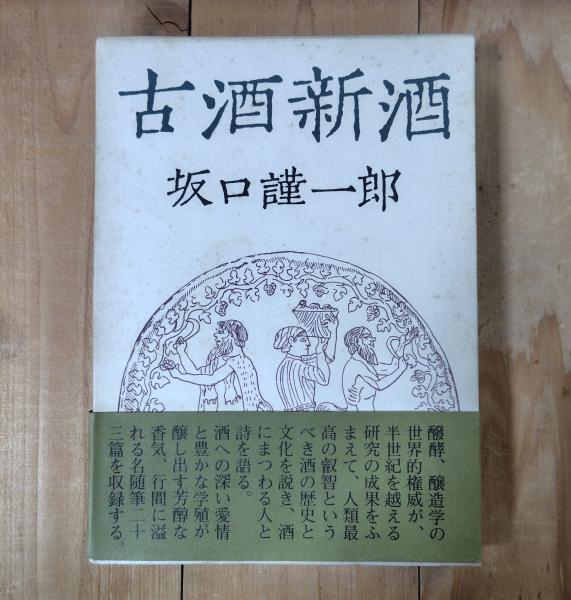 古酒新酒
坂口謹一郎
醱酵、醸造学の
世界的権威が、
半世紀を越える
研究の成果をふ
まえて、人類最
高の叡智という
べき酒の歴史と
文化を説き、酒
にまつわる人と
詩を語る。
酒への深い愛情
と豊かな学殖が
醸し出す芳醇な
香気、行間に溢
れる名随筆二十
三篇を収録する。